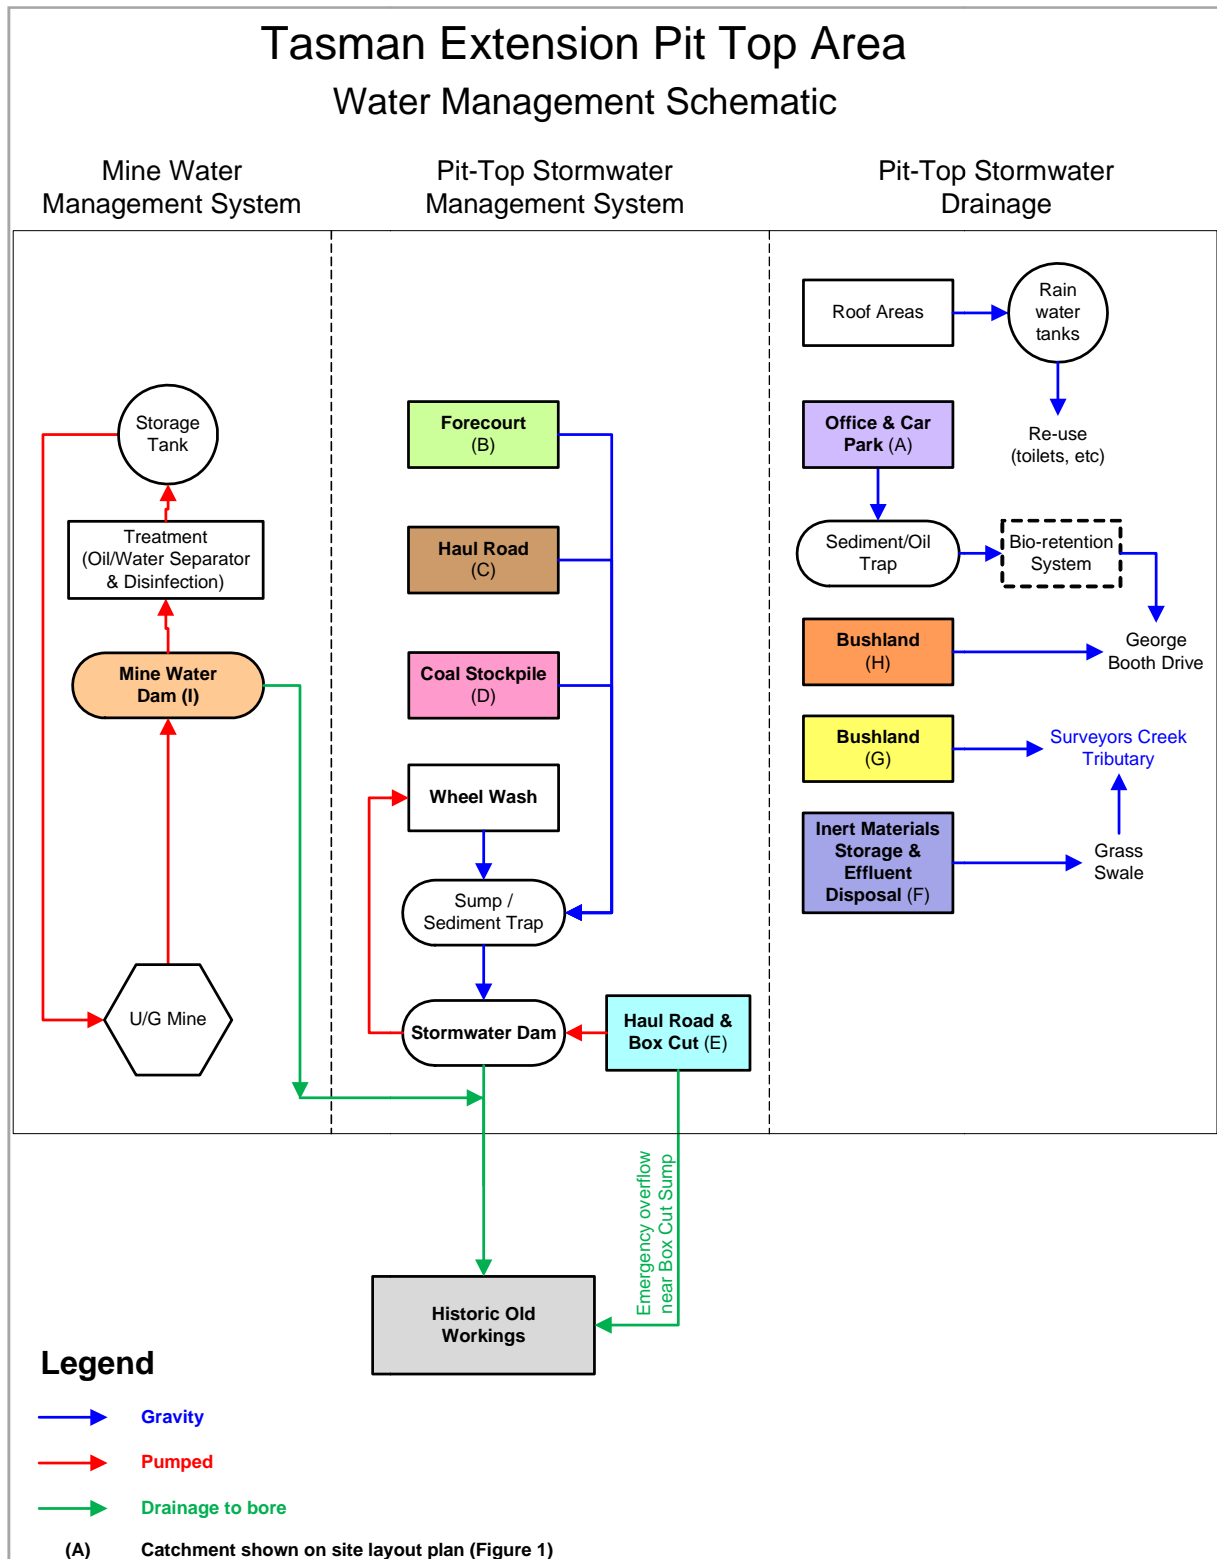 Tasman Extension Pit Top Area
Water Management Schematic
Mine Water
Management System
Pit-Top Stormwater
Management System
Pit-Top Stormwater
Drainage
Storage
Tank
Treatment
(Oil/Water Separator
& Disinfection)
Mine Water
Dam (I)
U/G Mine
Forecourt
(B)
Haul Road
(C)
Coal Stockpile
(D)
Wheel Wash
Sump /
Sediment Trap
Stormwater Dam
Haul Road &
Box Cut (E)
Roof Areas
Rain
water
tanks
Re-use
(toilets, etc)
Office & Car
Park (A)
Sediment/Oil
Trap
Bio-retention
System
Bushland
(H)
George
Booth Drive
Bushland
(G)
Surveyors Creek
Tributary
Inert Materials
Storage &
Effluent
Disposal (F)
Grass
Swale
Emergency overflow
near Box Cut Sump
Historic Old
Workings
Legend
Gravity
Pumped
Drainage to bore
(A) Catchment shown on site layout plan (Figure 1)